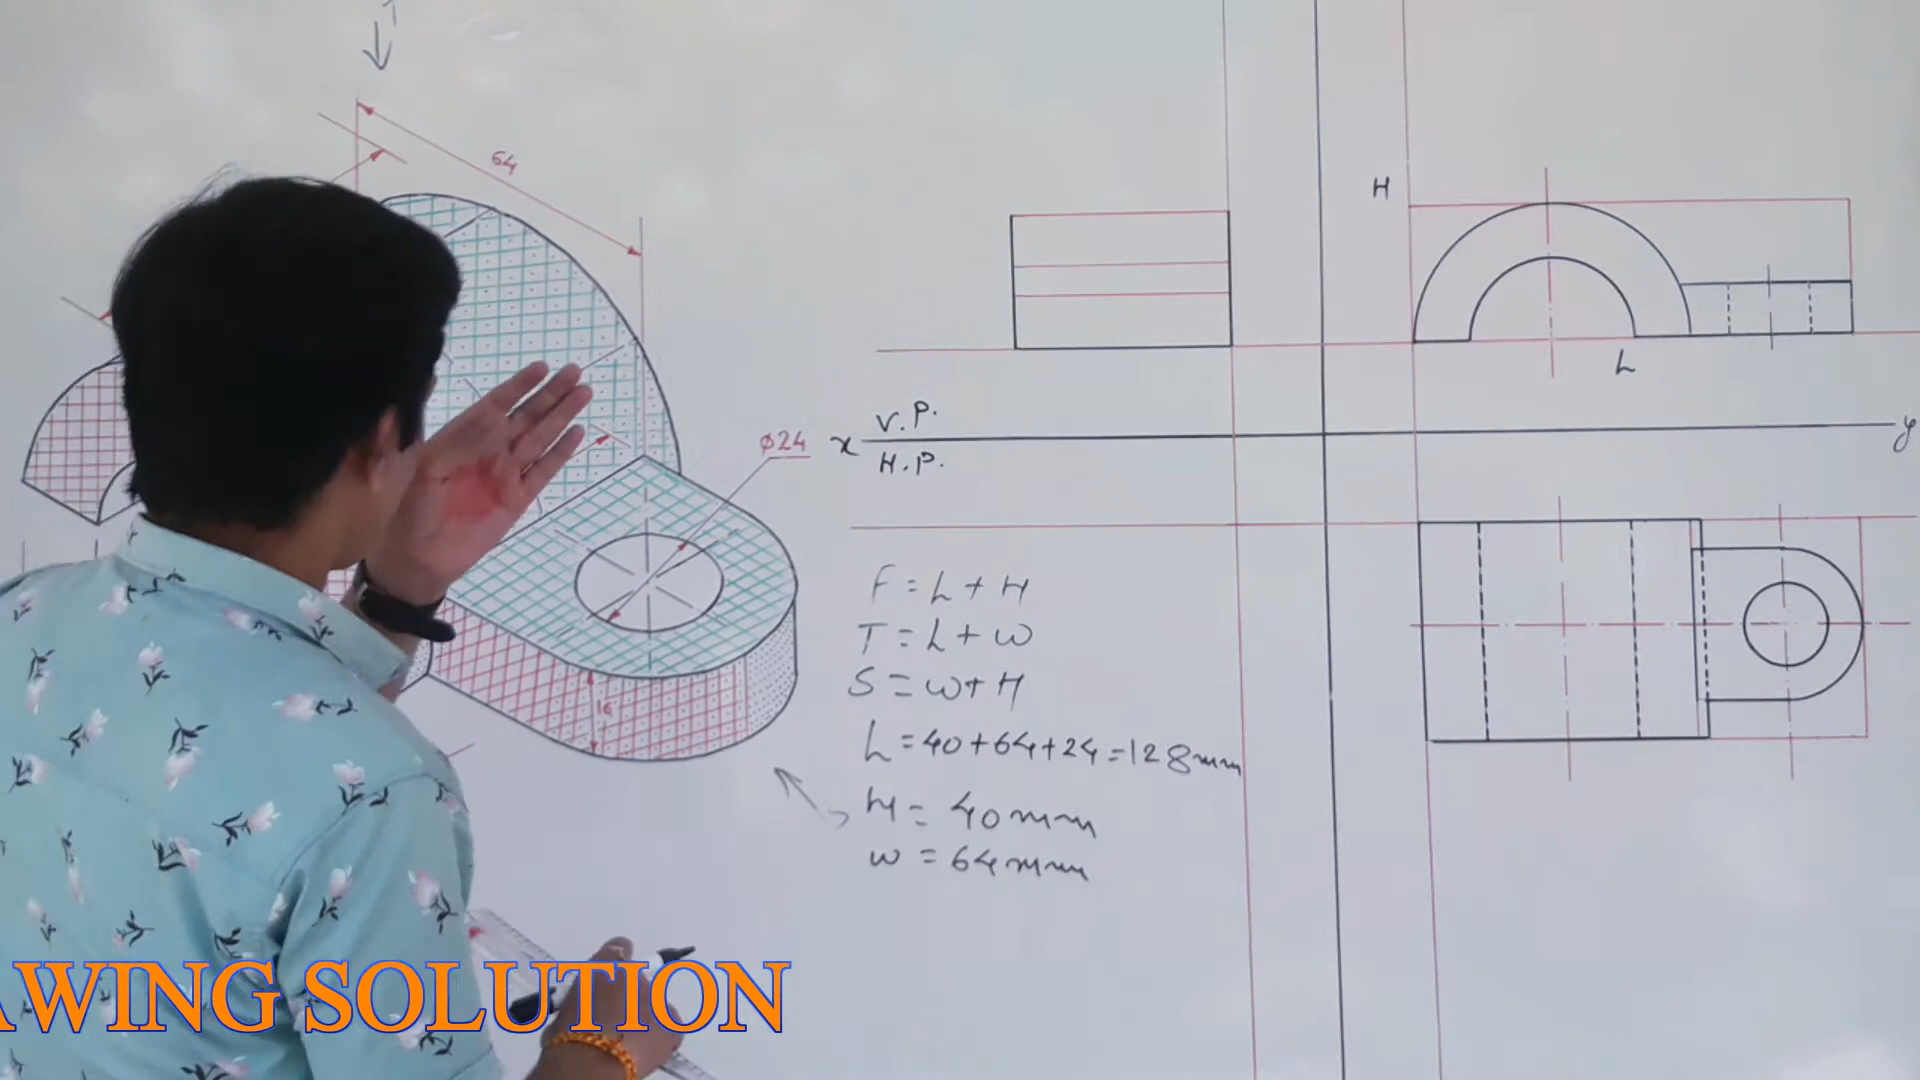 T
64
H
L
V.P.
x y
H.P.
ø24
16
F = L + H
T = L + W
S = W + H
L = 40 + 64 + 24 = 128mm
H = 40mm
W = 64mm
AWING SOLUTION